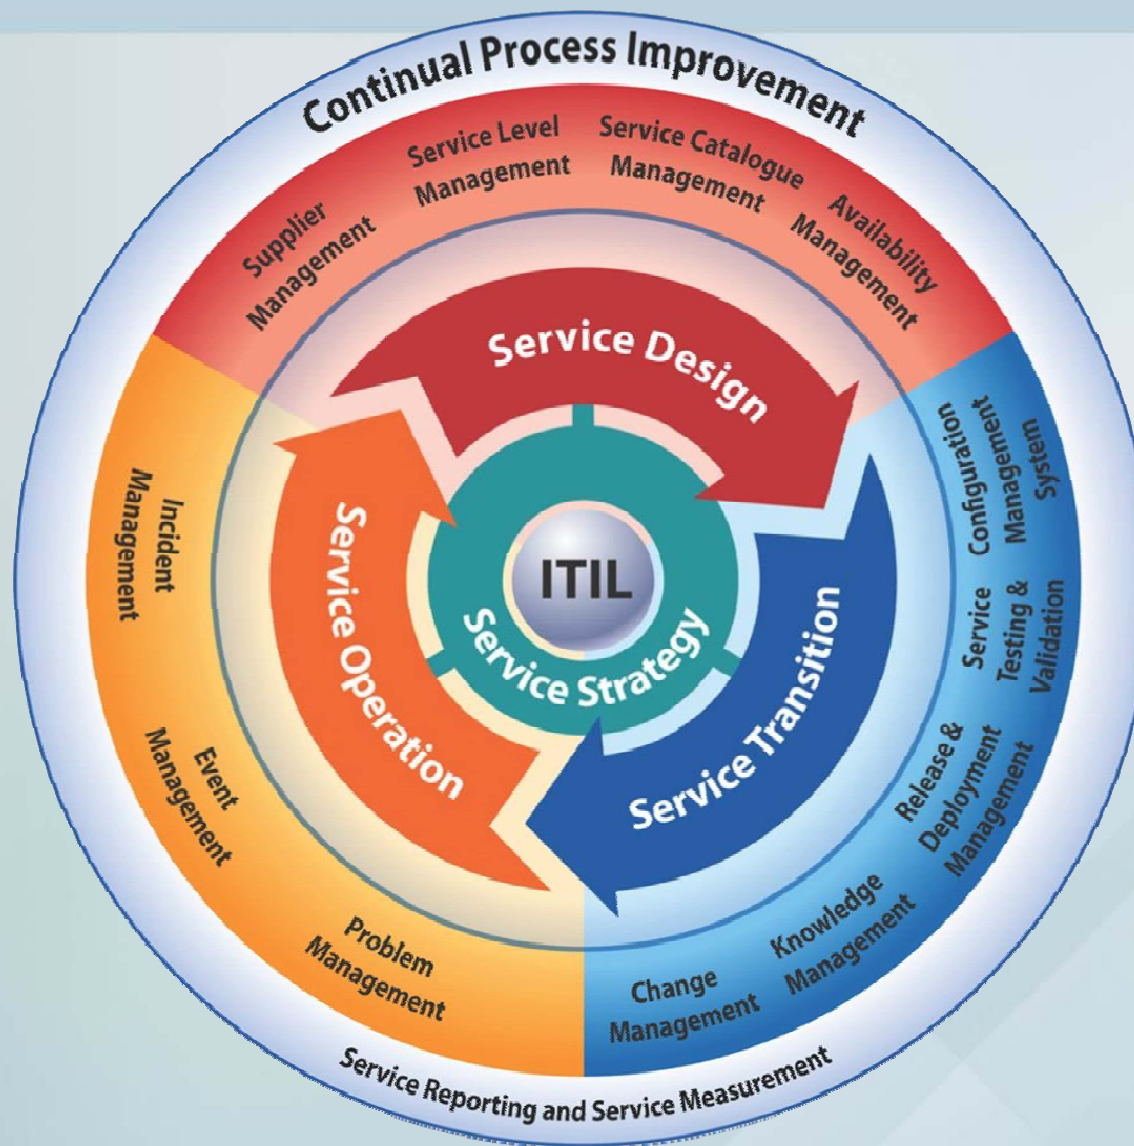 Continual Process Improvement
Supplier
Management
Service Level
Management
Service Catalogue
Management
Availability
Management
Configuration
Management
System
Service
Testing &
Validation
Release &
Deployment
Management
Knowledge
Management
Change
Management
Problem
Management
Event
Management
Incident
Management
Service Design
Service Transition
Service Operation
Service Strategy
ITIL
Service Reporting and Service Measurement